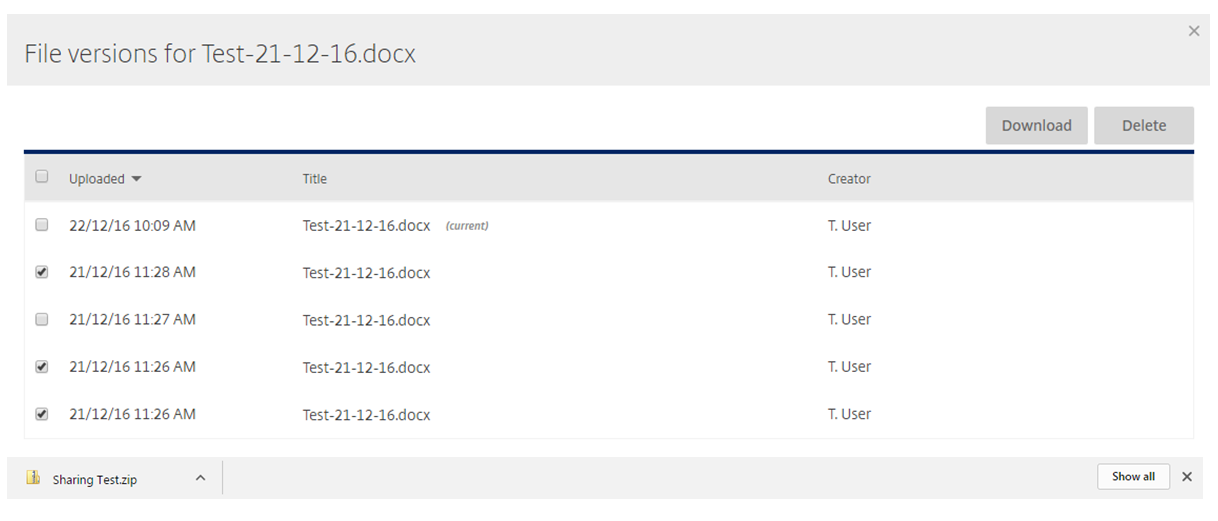 File versions for Test-21-12-16.docx
Download Delete
Uploaded Title Creator
22/12/16 10:09 AM Test-21-12-16.docx (current) T. User
21/12/16 11:28 AM Test-21-12-16.docx T. User
21/12/16 11:27 AM Test-21-12-16.docx T. User
21/12/16 11:26 AM Test-21-12-16.docx T. User
21/12/16 11:26 AM Test-21-12-16.docx T. User
Sharing Test.zip Show all